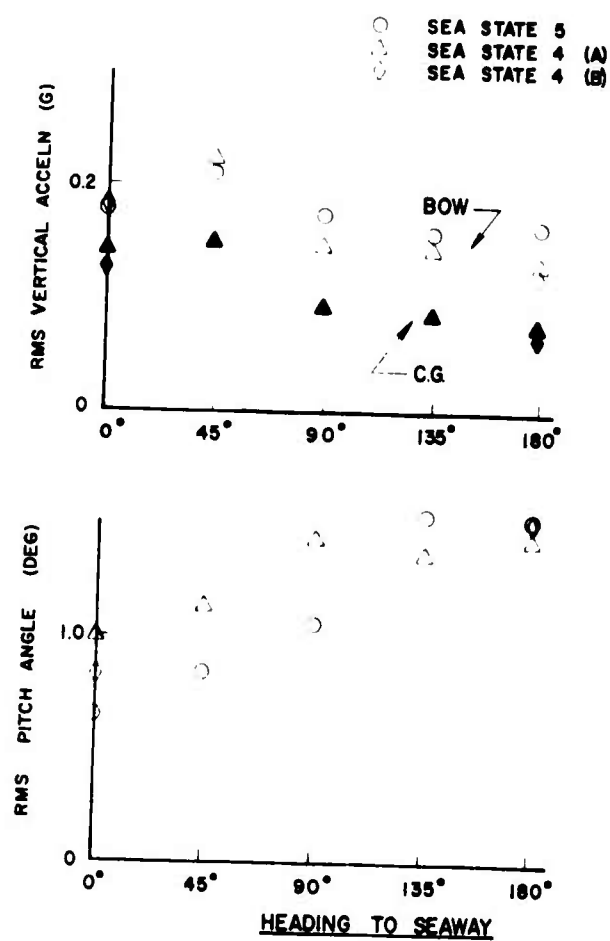 SEA STATE 5
SEA STATE 4 (A)
SEA STATE 4 (B)
RMS VERTICAL ACCELN (G)
0.2
BOW
C.G.
0
0° 45° 90° 135° 180°
RMS PITCH ANGLE (DEG)
1.0
0
0° 45° 90° 135° 180°
HEADING TO SEAWAY